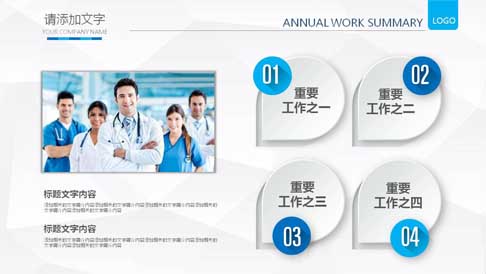 请添加文字
YOUR COMPANY NAME
ANNUAL WORK SUMMARY
LOGO
01
重要
工作之一
02
重要
工作之二
标题文字内容
标题文字内容
重要
工作之三
03
重要
工作之四
04